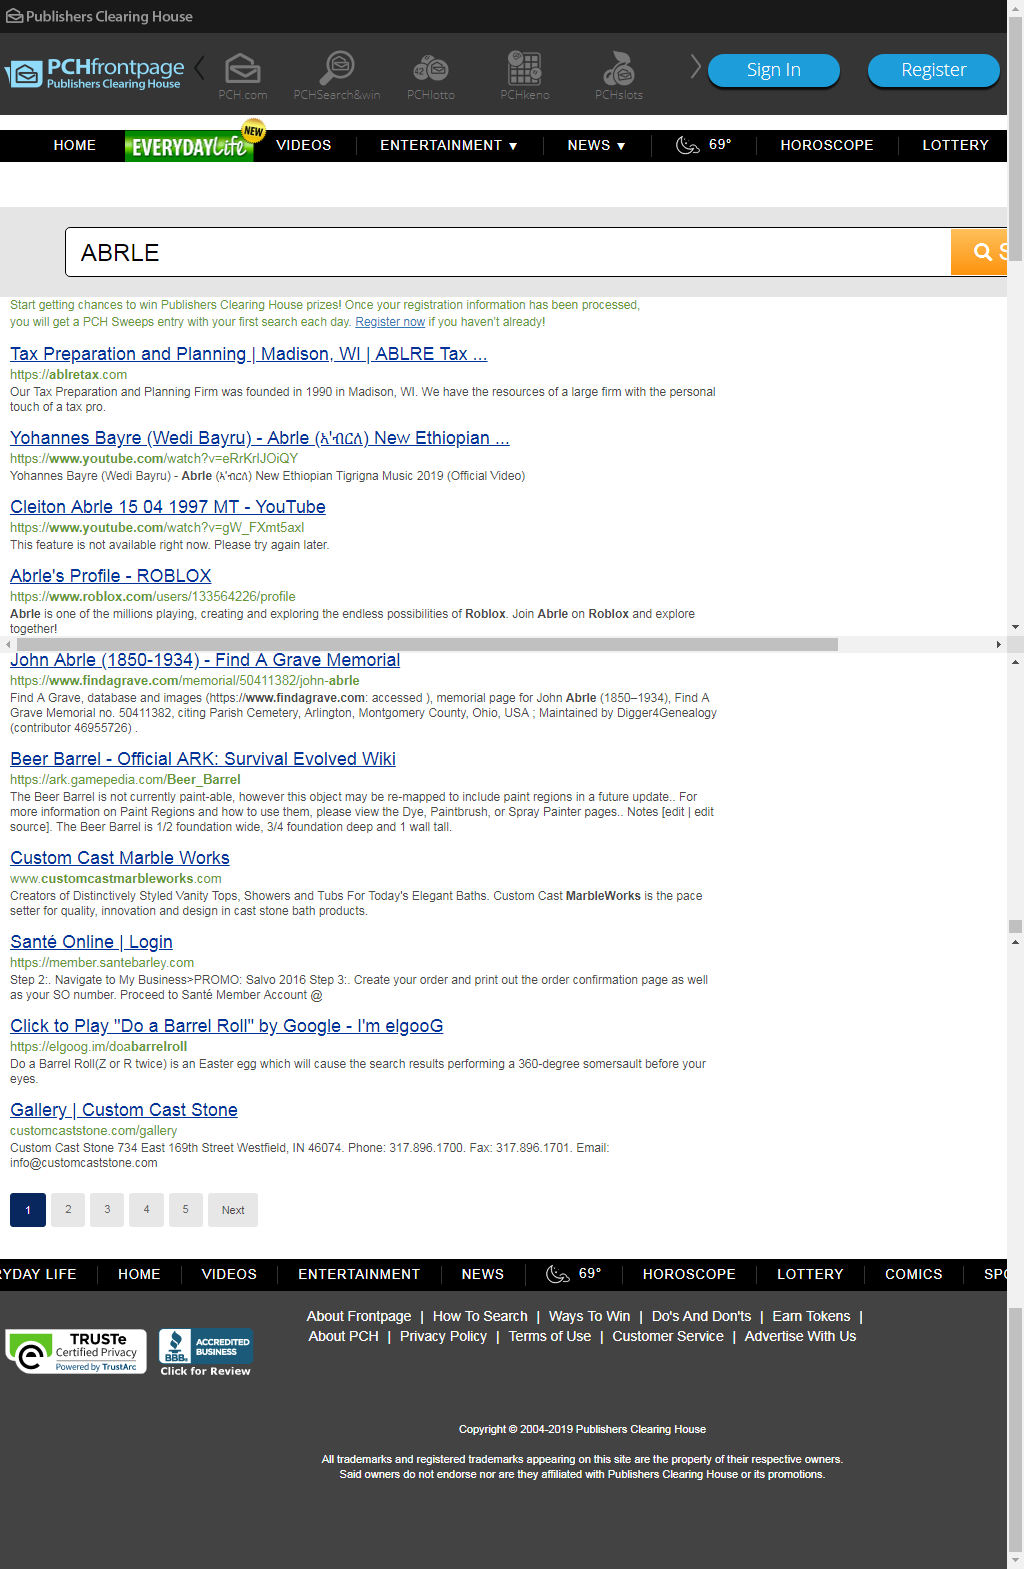 Publishers Clearing House
PCHfrontpage
Publishers Clearing House
PCH.com
PCHSearch&win
PCHlotto
PCHkeno
PCHslots
Sign In
Register
HOME
EVERYDAY Life
NEW
VIDEOS
ENTERTAINMENT ▼
NEWS ▼
69°
HOROSCOPE
LOTTERY
ABRLE
S
Start getting chances to win Publishers Clearing House prizes! Once your registration information has been processed,
you will get a PCH Sweeps entry with your first search each day. Register now if you haven't already!
Tax Preparation and Planning | Madison, WI | ABLRE Tax ...
https://ablretax.com
Our Tax Preparation and Planning Firm was founded in 1990 in Madison, WI. We have the resources of a large firm with the personal
touch of a tax pro.
Yohannes Bayre (Wedi Bayru) - Abrle (ኣ'ብርለ) New Ethiopian ...
https://www.youtube.com/watch?v=eRrKrIJOiQY
Yohannes Bayre (Wedi Bayru) - Abrle (ኣ'ብርለ) New Ethiopian Tigrigna Music 2019 (Official Video)
Cleiton Abrle 15 04 1997 MT - YouTube
https://www.youtube.com/watch?v=gW_FXmt5axI
This feature is not available right now. Please try again later.
Abrle's Profile - ROBLOX
https://www.roblox.com/users/133564226/profile
Abrle is one of the millions playing, creating and exploring the endless possibilities of Roblox. Join Abrle on Roblox and explore
together!
John Abrle (1850-1934) - Find A Grave Memorial
https://www.findagrave.com/memorial/50411382/john-abrle
Find A Grave, database and images (https://www.findagrave.com: accessed ), memorial page for John Abrle (1850–1934), Find A
Grave Memorial no. 50411382, citing Parish Cemetery, Arlington, Montgomery County, Ohio, USA ; Maintained by Digger4Genealogy
(contributor 46955726) .
Beer Barrel - Official ARK: Survival Evolved Wiki
https://ark.gamepedia.com/Beer_Barrel
The Beer Barrel is not currently paint-able, however this object may be re-mapped to include paint regions in a future update.. For
more information on Paint Regions and how to use them, please view the Dye, Paintbrush, or Spray Painter pages.. Notes [edit | edit
source]. The Beer Barrel is 1/2 foundation wide, 3/4 foundation deep and 1 wall tall.
Custom Cast Marble Works
www.customcastmarbleworks.com
Creators of Distinctively Styled Vanity Tops, Showers and Tubs For Today's Elegant Baths. Custom Cast MarbleWorks is the pace
setter for quality, innovation and design in cast stone bath products.
Santé Online | Login
https://member.santebarley.com
Step 2:. Navigate to My Business>PROMO: Salvo 2016 Step 3:. Create your order and print out the order confirmation page as well
as your SO number. Proceed to Santé Member Account @
Click to Play "Do a Barrel Roll" by Google - I'm elgooG
https://elgoog.im/doabarrelroll
Do a Barrel Roll(Z or R twice) is an Easter egg which will cause the search results performing a 360-degree somersault before your
eyes.
Gallery | Custom Cast Stone
customcaststone.com/gallery
Custom Cast Stone 734 East 169th Street Westfield, IN 46074. Phone: 317.896.1700. Fax: 317.896.1701. Email:
info@customcaststone.com
1 2 3 4 5 Next
RYDAY LIFE
HOME
VIDEOS
ENTERTAINMENT
NEWS
69°
HOROSCOPE
LOTTERY
COMICS
SPO
About Frontpage | How To Search | Ways To Win | Do's And Don'ts | Earn Tokens |
About PCH | Privacy Policy | Terms of Use | Customer Service | Advertise With Us
TRUSTe
Certified Privacy
Powered by TrustArc
BBB.
ACCREDITED
BUSINESS
Click for Review
Copyright © 2004-2019 Publishers Clearing House
All trademarks and registered trademarks appearing on this site are the property of their respective owners.
Said owners do not endorse nor are they affiliated with Publishers Clearing House or its promotions.